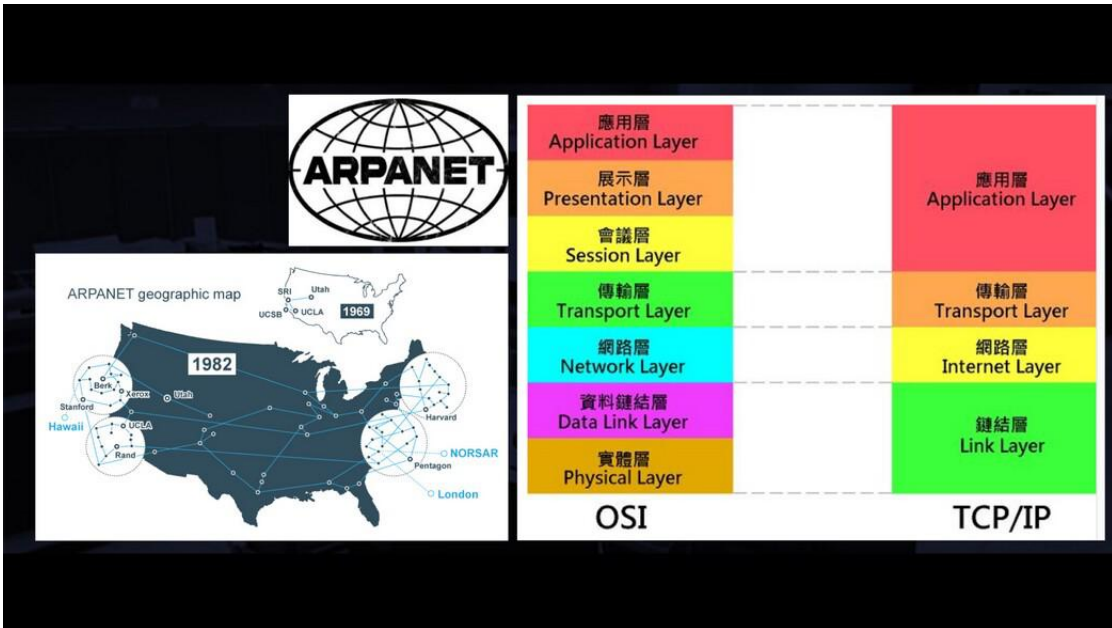 ARPANET
ARPANET geographic map
SRI
Utah
UCSB
UCLA
1969
1982
Berk
Xerox
Stanford
Utah
Hawaii
UCLA
Rand
Harvard
Pentagon
NORSAR
London
應用層
Application Layer
展示層
Presentation Layer
會議層
Session Layer
傳輸層
Transport Layer
網路層
Network Layer
資料鏈結層
Data Link Layer
實體層
Physical Layer
OSI
應用層
Application Layer
傳輸層
Transport Layer
網路層
Internet Layer
鏈結層
Link Layer
TCP/IP